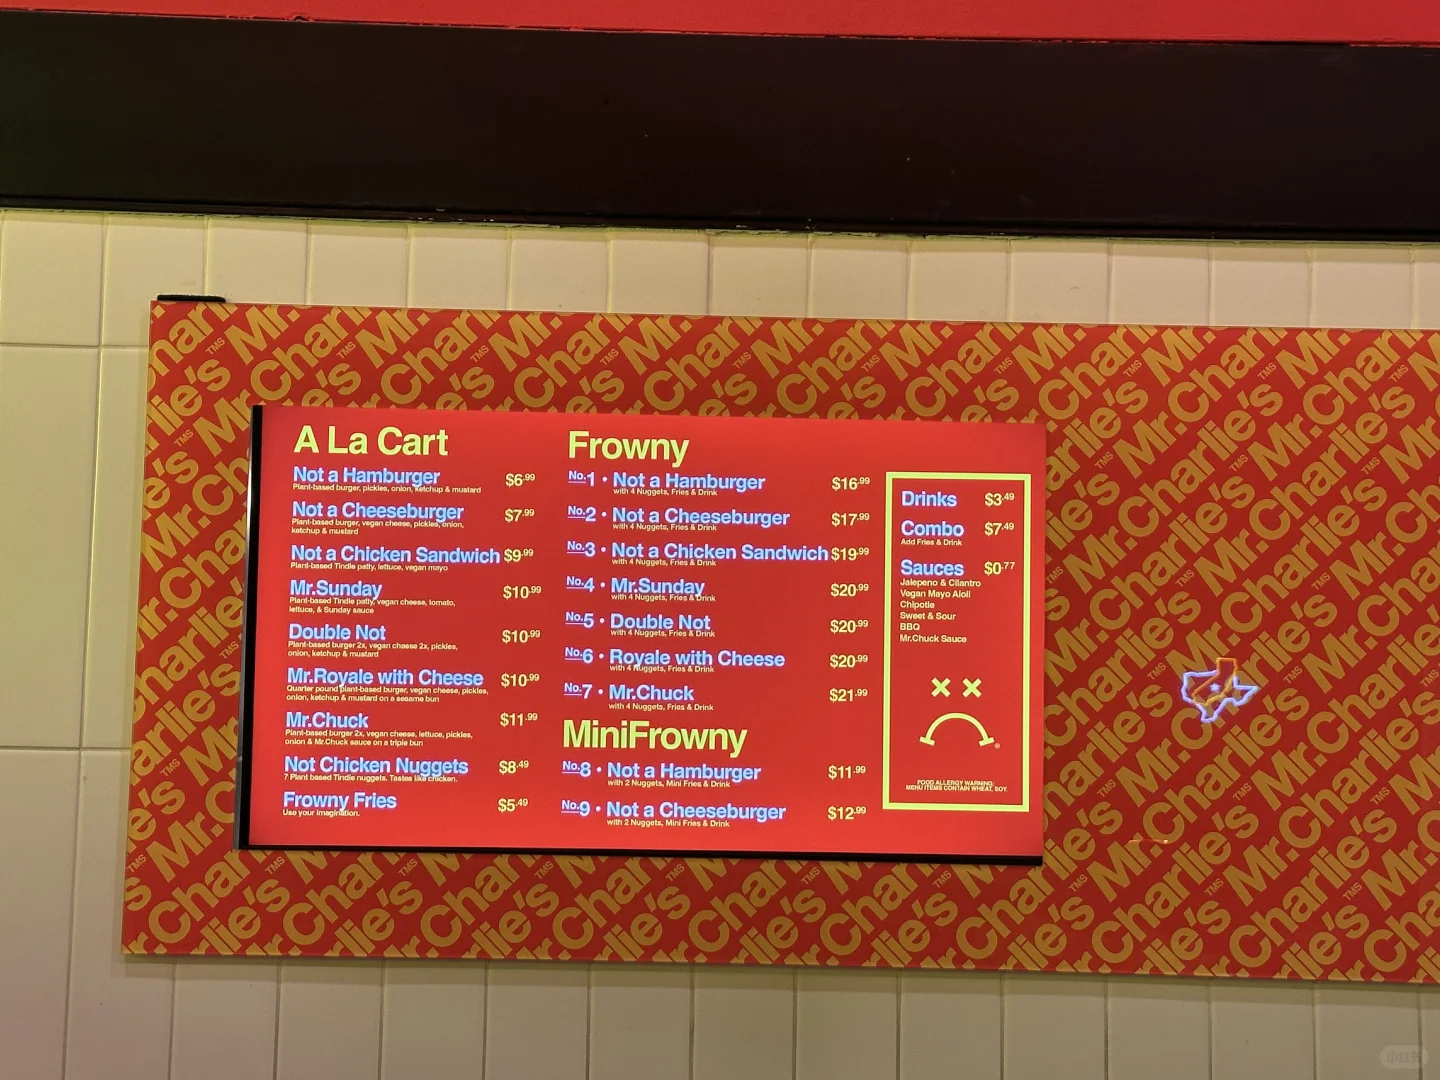 A La Cart
Not a Hamburger $6.99
Plant-based burger, pickles, onion, ketchup & mustard
Not a Cheeseburger $7.99
Plant-based burger, vegan cheese, pickles, onion,
ketchup & mustard
Not a Chicken Sandwich $9.99
Plant-based Tindle patty, lettuce, vegan mayo
Mr.Sunday $10.99
Plant-based Tindle patty, vegan cheese, tomato,
lettuce, & Sunday sauce
Double Not $10.99
Plant-based burger 2x, vegan cheese 2x, pickles,
onion, ketchup & mustard
Mr.Royale with Cheese $10.99
Quarter pound plant-based burger, vegan cheese, pickles,
onion, ketchup & mustard on a sesame bun
Mr.Chuck $11.99
Plant-based burger 2x, vegan cheese, lettuce, pickles,
onion & Mr.Chuck sauce on a triple bun
Not Chicken Nuggets $8.49
7 Plant based Tindle nuggets. Tastes like chicken.
Frowny Fries $5.49
Use your imagination.
Frowny
No.1 • Not a Hamburger $16.99
with 4 Nuggets, Fries & Drink
No.2 • Not a Cheeseburger $17.99
with 4 Nuggets, Fries & Drink
No.3 • Not a Chicken Sandwich $19.99
with 4 Nuggets, Fries & Drink
No.4 • Mr.Sunday $20.99
with 4 Nuggets, Fries & Drink
No.5 • Double Not $20.99
with 4 Nuggets, Fries & Drink
No.6 • Royale with Cheese $20.99
with 4 Nuggets, Fries & Drink
No.7 • Mr.Chuck $21.99
with 4 Nuggets, Fries & Drink
MiniFrowny
No.8 • Not a Hamburger $11.99
with 2 Nuggets, Mini Fries & Drink
No.9 • Not a Cheeseburger $12.99
with 2 Nuggets, Mini Fries & Drink
Drinks $3.49
Combo $7.49
Add Fries & Drink
Sauces $0.77
Jalepeno & Cilantro
Vegan Mayo Aioli
Chipotle
Sweet & Sour
BBQ
Mr.Chuck Sauce
FOOD ALLERGY WARNING:
MENU ITEMS CONTAIN WHEAT, SOY.
Mr.Charlie's TMS
小红书